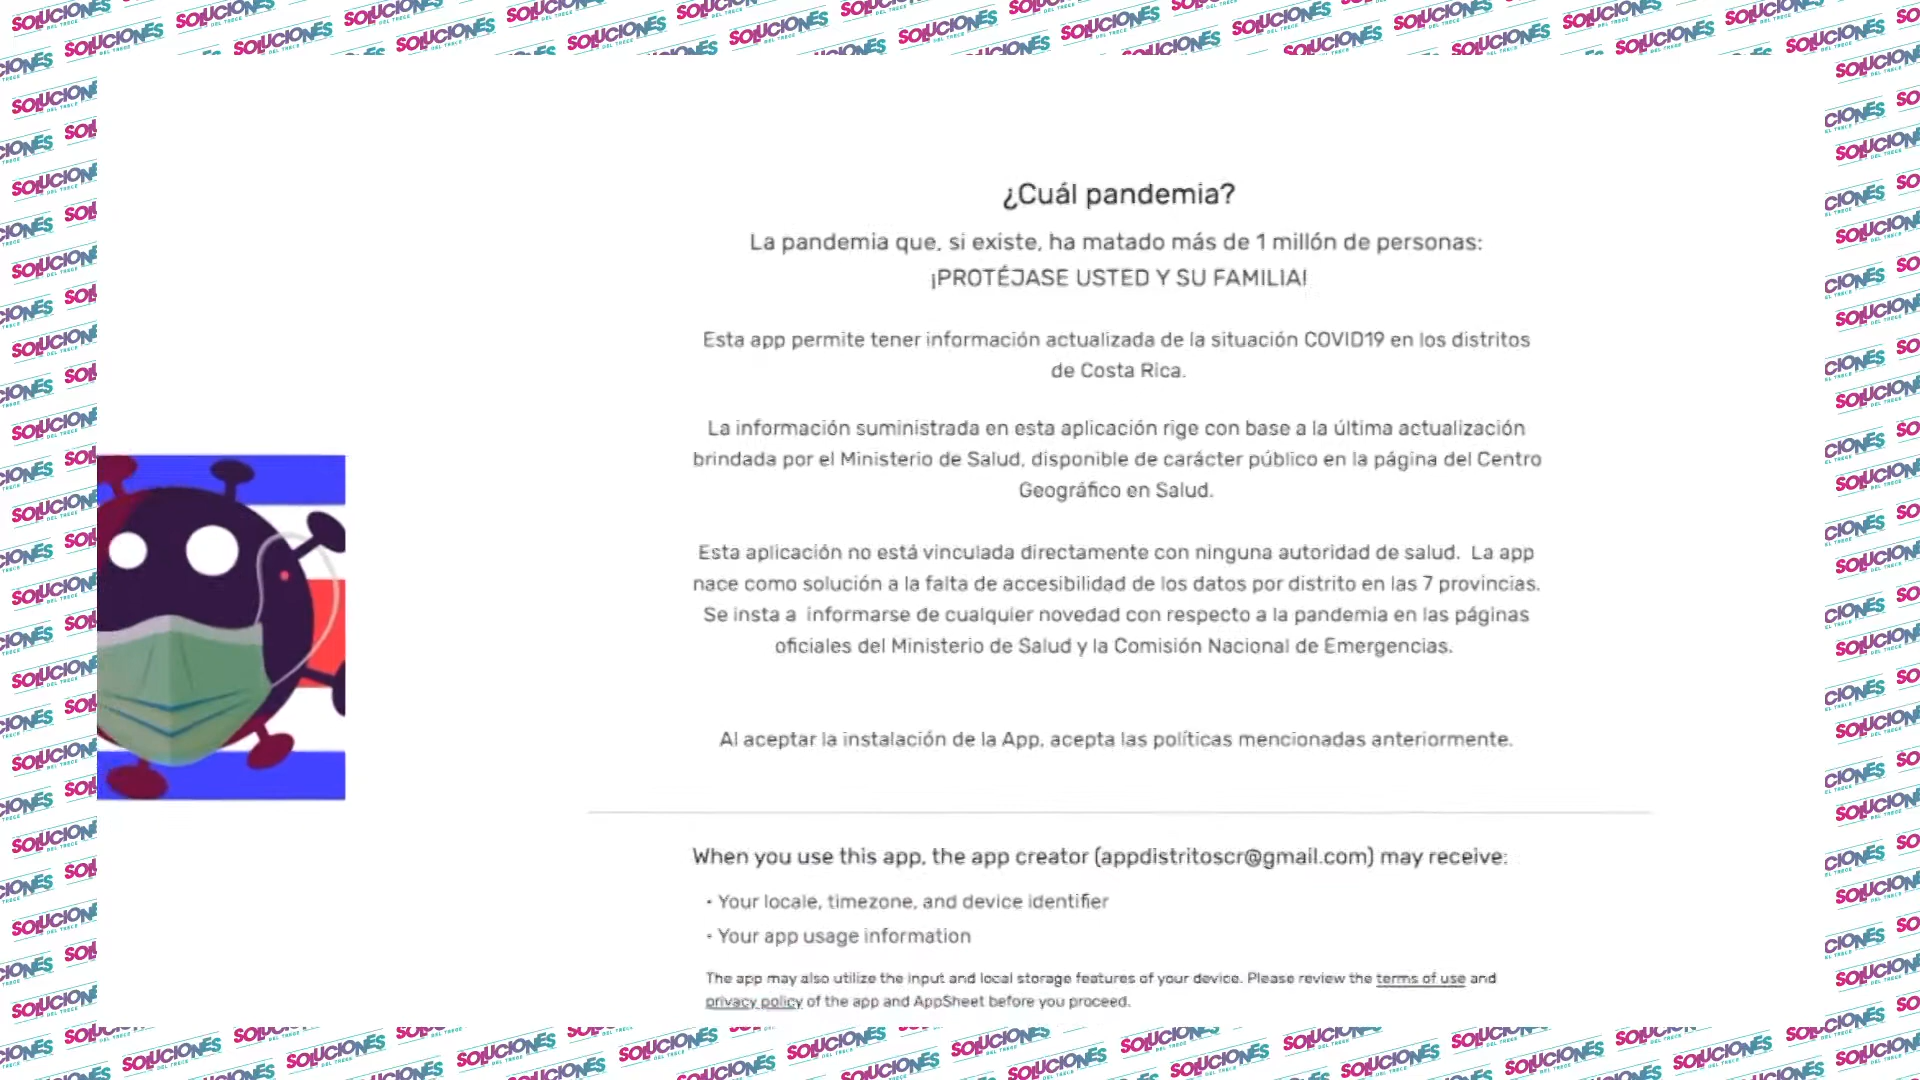 ¿Cuál pandemia?
La pandemia que, si existe, ha matado más de 1 millón de personas:
¡PROTÉJASE USTED Y SU FAMILIA!
Esta app permite tener información actualizada de la situación COVID19 en los distritos
de Costa Rica.
La información suministrada en esta aplicación rige con base a la última actualización
brindada por el Ministerio de Salud, disponible de carácter público en la página del Centro
Geográfico en Salud.
Esta aplicación no está vinculada directamente con ninguna autoridad de salud. La app
nace como solución a la falta de accesibilidad de los datos por distrito en las 7 provincias.
Se insta a informarse de cualquier novedad con respecto a la pandemia en las páginas
oficiales del Ministerio de Salud y la Comisión Nacional de Emergencias.
Al aceptar la instalación de la App, acepta las políticas mencionadas anteriormente.
When you use this app, the app creator (appdistritoscr@gmail.com) may receive:
• Your locale, timezone, and device identifier
• Your app usage information
The app may also utilize the input and local storage features of your device. Please review the terms of use and
privacy policy of the app and AppSheet before you proceed.
SOLUCIONES
DEL TRECE